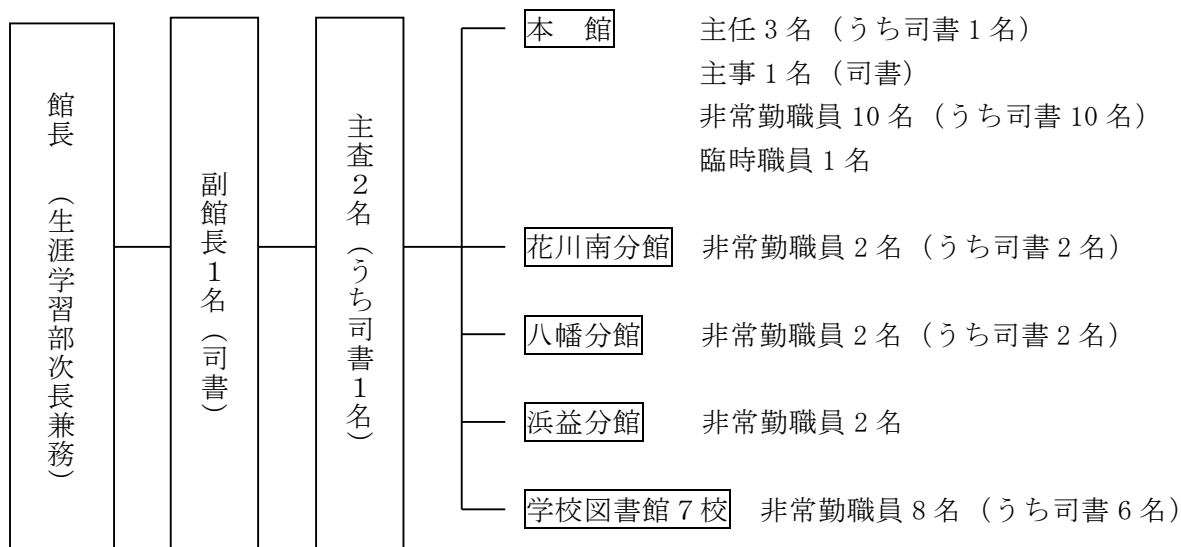 館長　（生涯学習部次長兼務）
副館長１名（司書）
主査２名（うち司書１名）
本　館　主任 3 名（うち司書 1 名）
主事 1 名（司書）
非常勤職員 10 名（うち司書 10 名）
臨時職員 1 名
花川南分館　非常勤職員 2 名（うち司書 2 名）
八幡分館　非常勤職員 2 名（うち司書 2 名）
浜益分館　非常勤職員 2 名
学校図書館 7 校　非常勤職員 8 名（うち司書 6 名）